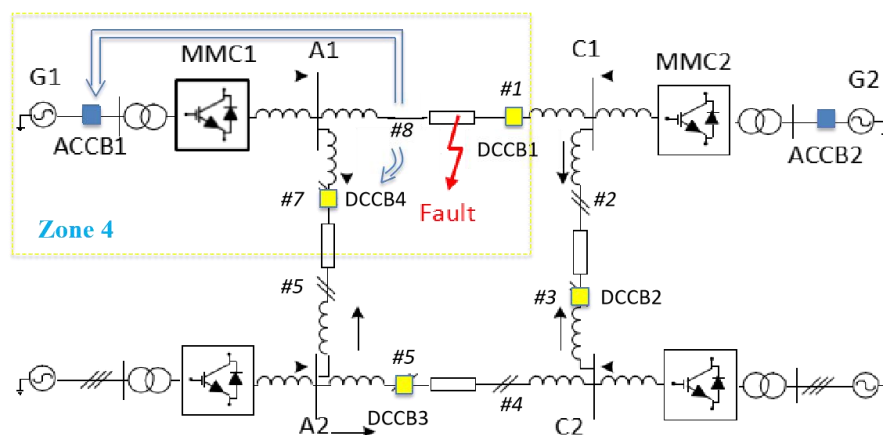 A1
C1
MMC1
MMC2
G1
G2
#1
#8
ACCB1
DCCB1
ACCB2
#7
DCCB4
Fault
#2
Zone 4
#5
#3
DCCB2
#5
#4
DCCB3
A2
C2